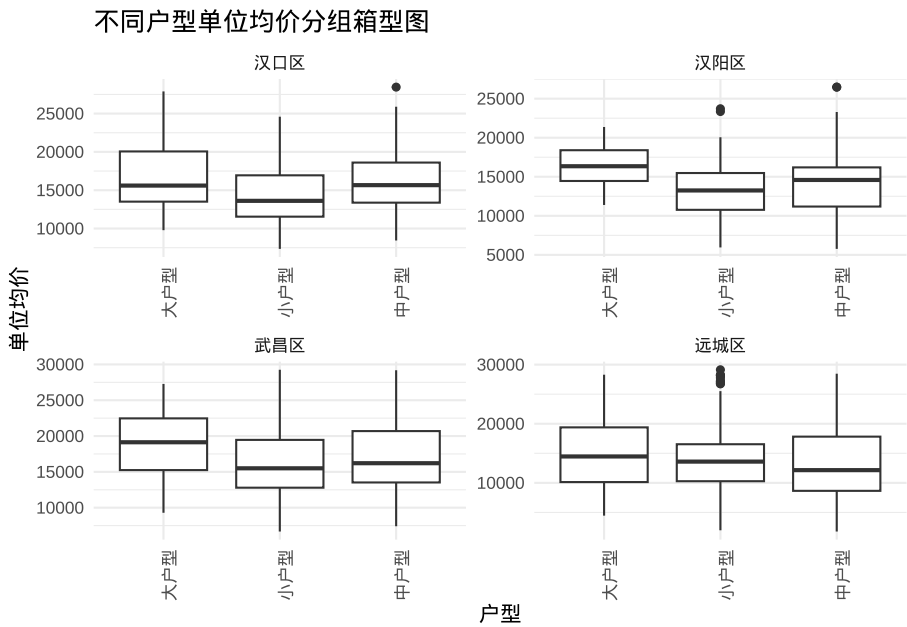 不同户型单位均价分组箱型图
汉口区
汉阳区
25000
20000
15000
10000
25000
20000
15000
10000
5000
大户型
小户型
中户型
大户型
小户型
中户型
单位均价
武昌区
远城区
30000
25000
20000
15000
10000
30000
20000
10000
大户型
小户型
中户型
大户型
小户型
中户型
户型